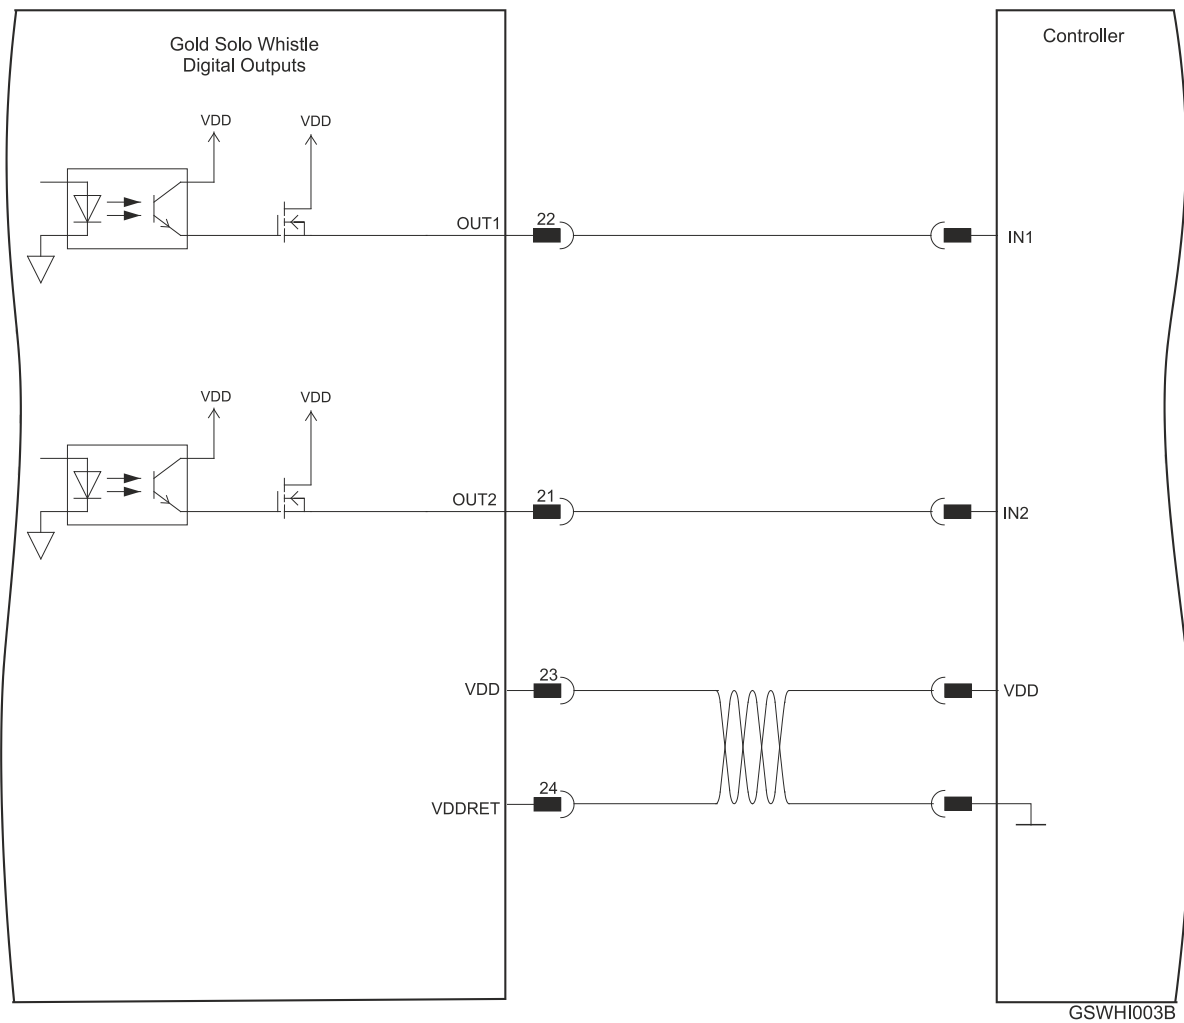 Gold Solo Whistle
Digital Outputs
Controller
VDD
VDD
OUT1
22
IN1
VDD
VDD
OUT2
21
IN2
VDD
23
VDD
VDDRET
24
GSWHI003B